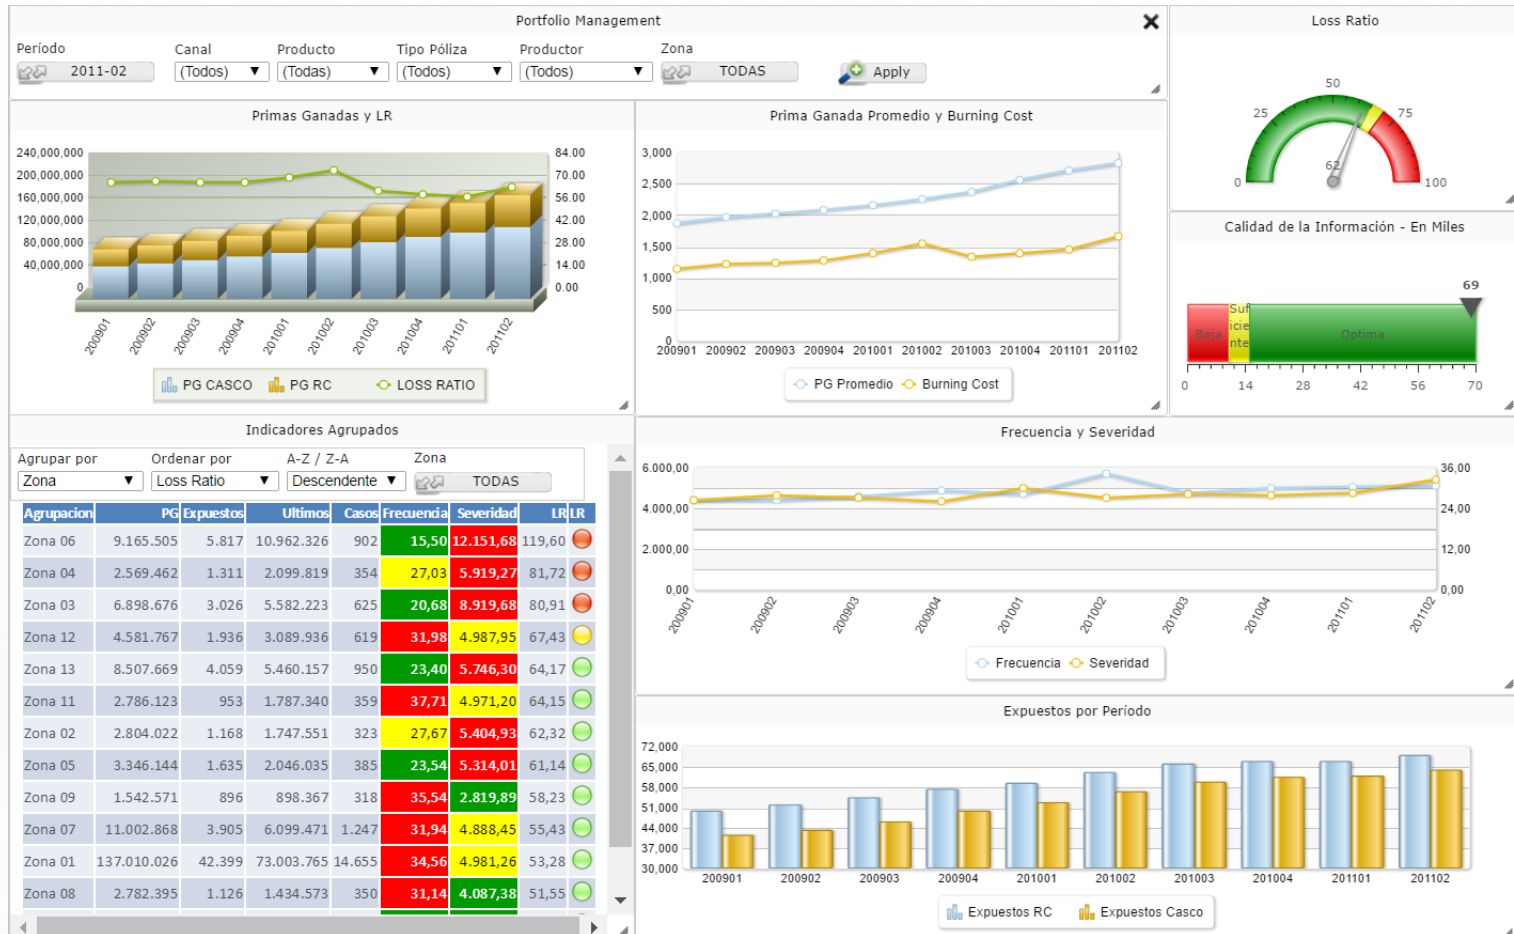 Portfolio Management
Período Canal Producto Tipo Póliza Productor Zona
2011-02 (Todos) (Todas) (Todos) (Todos) TODAS Apply
Loss Ratio
0 25 50 75 100
62
Primas Ganadas y LR
240,000,000 84.00
200,000,000 70.00
160,000,000 56.00
120,000,000 42.00
80,000,000 28.00
40,000,000 14.00
0 0.00
200901 200902 200903 200904 201001 201002 201003 201004 201101 201102
PG CASCO PG RC LOSS RATIO
Prima Ganada Promedio y Burning Cost
3,000
2,500
2,000
1,500
1,000
500
0
200901 200902 200903 200904 201001 201002 201003 201004 201101 201102
PG Promedio Burning Cost
Calidad de la Información - En Miles
69
Baja Suf
icie
nte Optima
0 14 28 42 56 70
Indicadores Agrupados
Agrupar por Ordenar por A-Z / Z-A Zona
Zona Loss Ratio Descendente TODAS
Agrupacion PG Expuestos Ultimos Casos Frecuencia Severidad LR LR
Zona 06 9.165.505 5.817 10.962.326 902 15,50 12.151,68 119,60
Zona 04 2.569.462 1.311 2.099.819 354 27,03 5.919,27 81,72
Zona 03 6.898.676 3.026 5.582.223 625 20,68 8.919,68 80,91
Zona 12 4.581.767 1.936 3.089.936 619 31,98 4.987,95 67,43
Zona 13 8.507.669 4.059 5.460.157 950 23,40 5.746,30 64,17
Zona 11 2.786.123 953 1.787.340 359 37,71 4.971,20 64,15
Zona 02 2.804.022 1.168 1.747.551 323 27,67 5.404,93 62,32
Zona 05 3.346.144 1.635 2.046.035 385 23,54 5.314,01 61,14
Zona 09 1.542.571 896 898.367 318 35,54 2.819,89 58,23
Zona 07 11.002.868 3.905 6.099.471 1.247 31,94 4.888,45 55,43
Zona 01 137.010.026 42.399 73.003.765 14.655 34,56 4.981,26 53,28
Zona 08 2.782.395 1.126 1.434.573 350 31,14 4.087,38 51,55
Frecuencia y Severidad
6.000,00 36,00
4.000,00 24,00
2.000,00 12,00
0,00 0,00
200901 200902 200903 200904 201001 201002 201003 201004 201101 201102
Frecuencia Severidad
Expuestos por Período
72,000
65,000
58,000
51,000
44,000
37,000
30,000
200901 200902 200903 200904 201001 201002 201003 201004 201101 201102
Expuestos RC Expuestos Casco